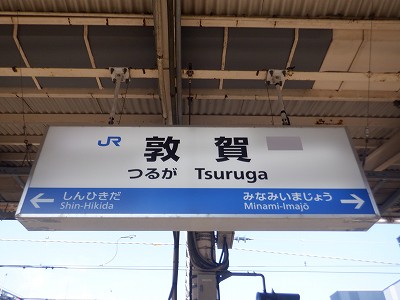 JR 敦賀
つるが Tsuruga
← しんひきだ みなみいまじょう →
Shin-Hikida Minami-Imajō